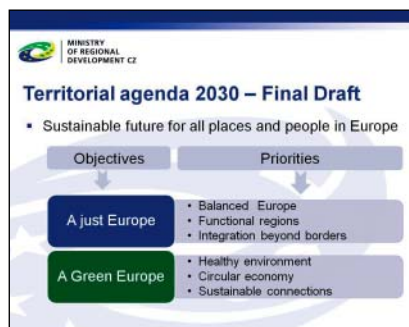 MINISTRY
OF REGIONAL
DEVELOPMENT CZ
Territorial agenda 2030 – Final Draft
▪ Sustainable future for all places and people in Europe
Objectives
Priorities
A just Europe
• Balanced Europe
• Functional regions
• Integration beyond borders
A Green Europe
• Healthy environment
• Circular economy
• Sustainable connections